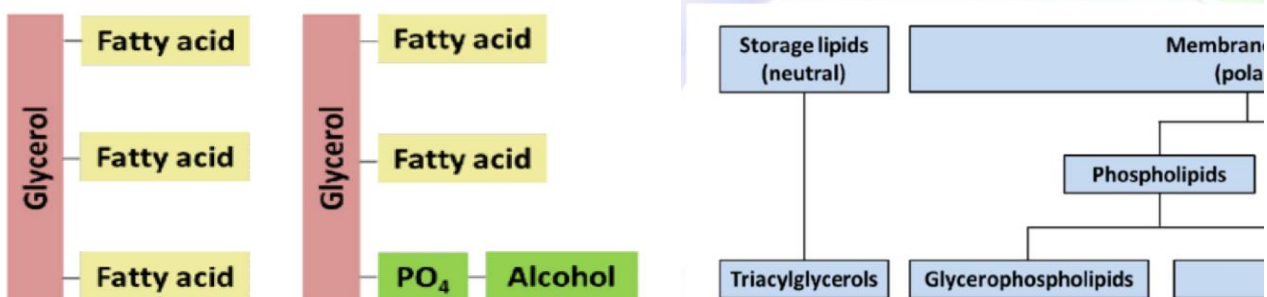 Glycerol
Fatty acid
Fatty acid
Fatty acid
Glycerol
Fatty acid
Fatty acid
PO₄
Alcohol
Storage lipids
(neutral)
Phospholipids
Triacylglycerols
Glycerophospholipids